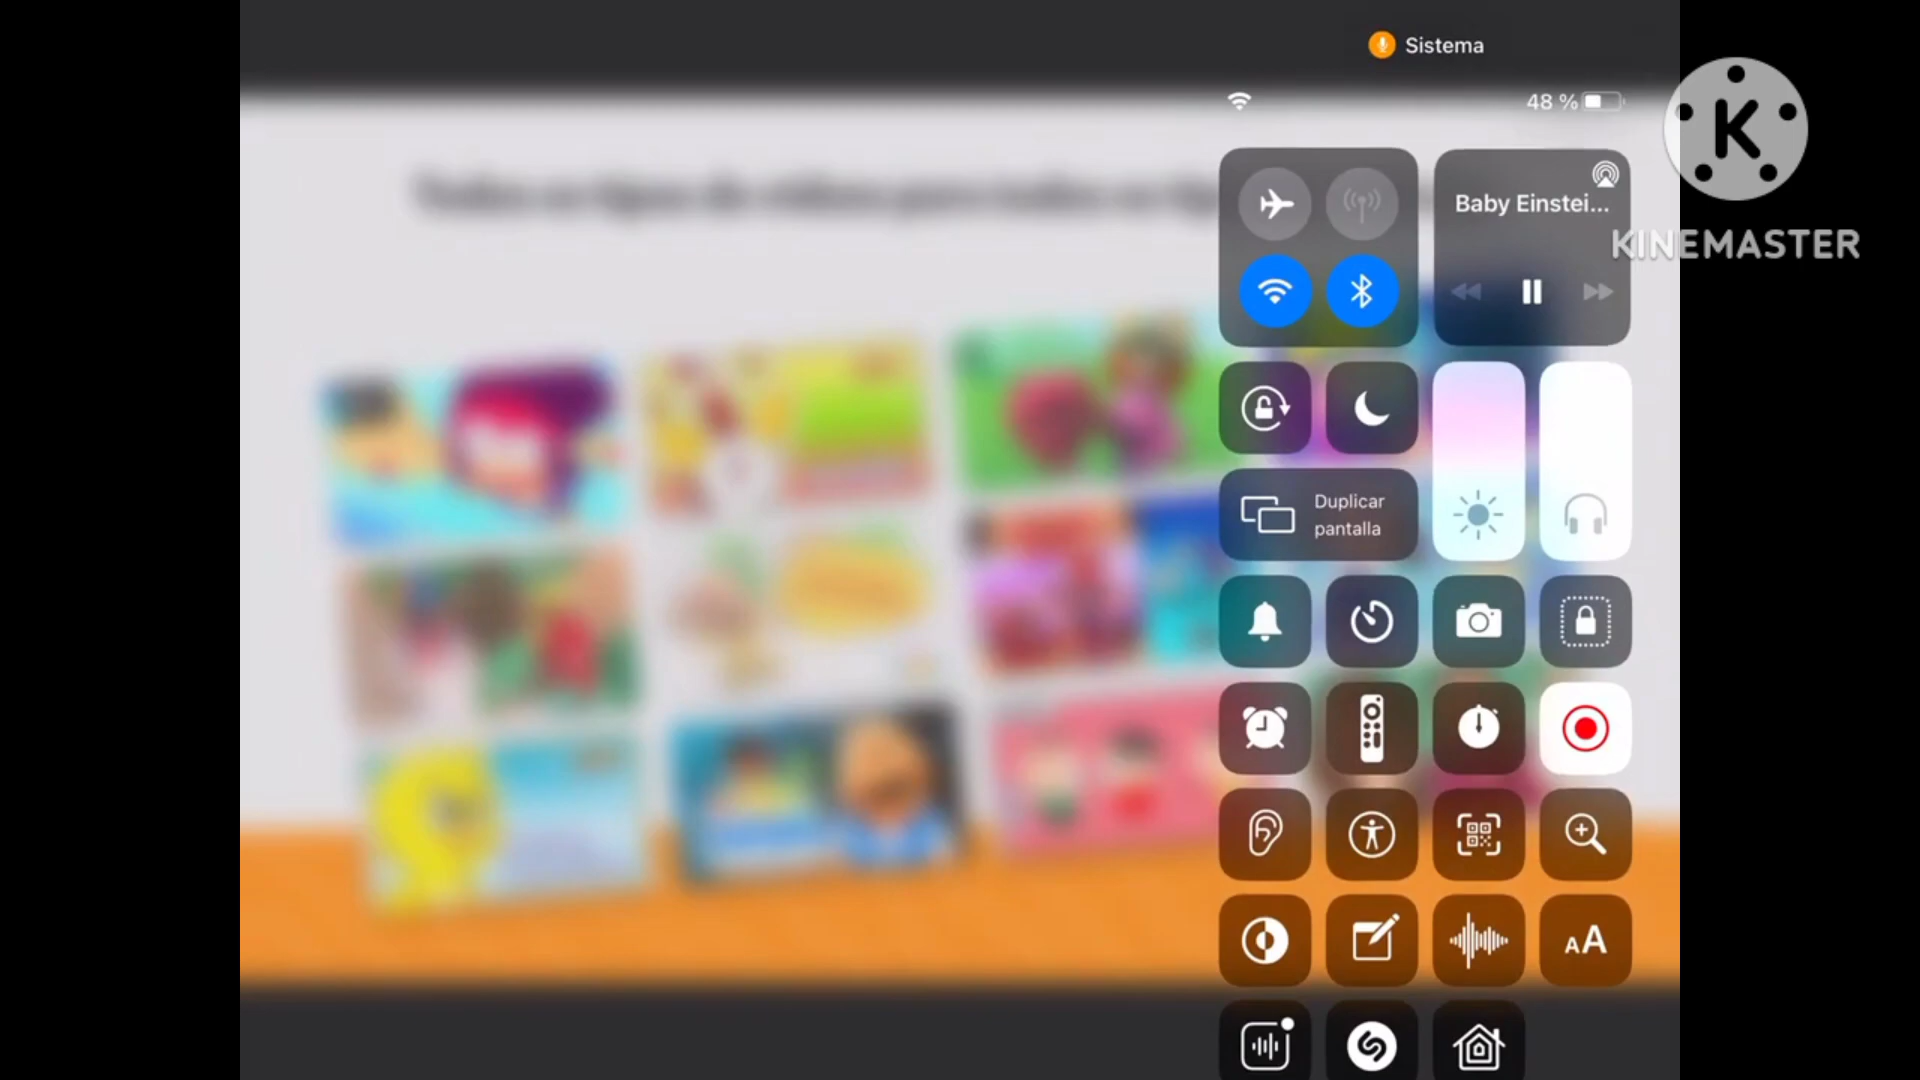 Sistema
48 %
K
Baby Einstei...
KINEMASTER
Duplicar
pantalla
AA